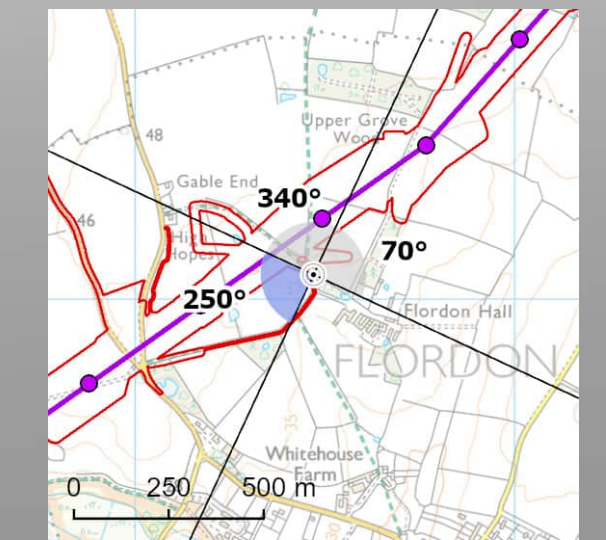 Upper Grove
Wood
48
Gable End
340°
46
High
Hopes
70°
250°
Flordon Hall
FLORDON
35
Whitehouse
Farm
0 250 500 m